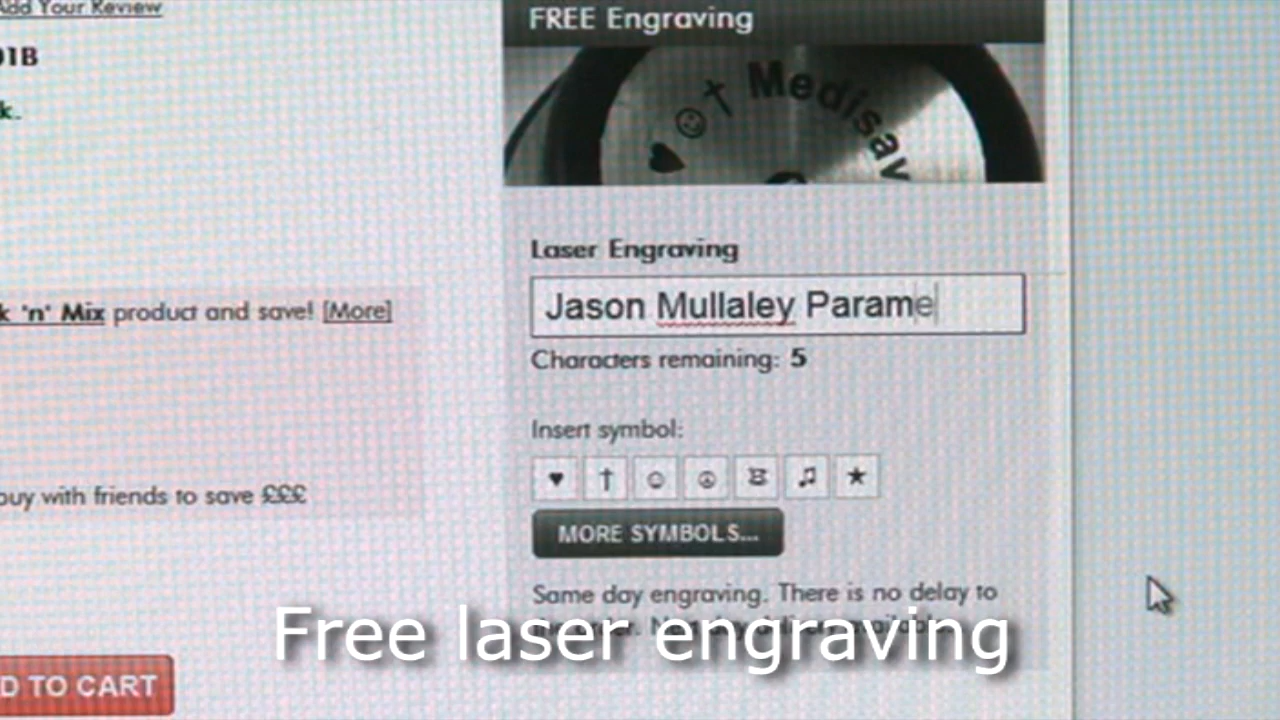 Add Your Review
FREE Engraving
01B
♥ ☺ † Medisav
k.
Laser Engraving
Jason Mullaley Parame
k 'n' Mix product and save! [More]
Characters remaining: 5
Insert symbol:
♥ † ☺ ☮ ♫ ★
buy with friends to save £££
MORE SYMBOLS...
Same day engraving. There is no delay to
Free laser engraving
D TO CART